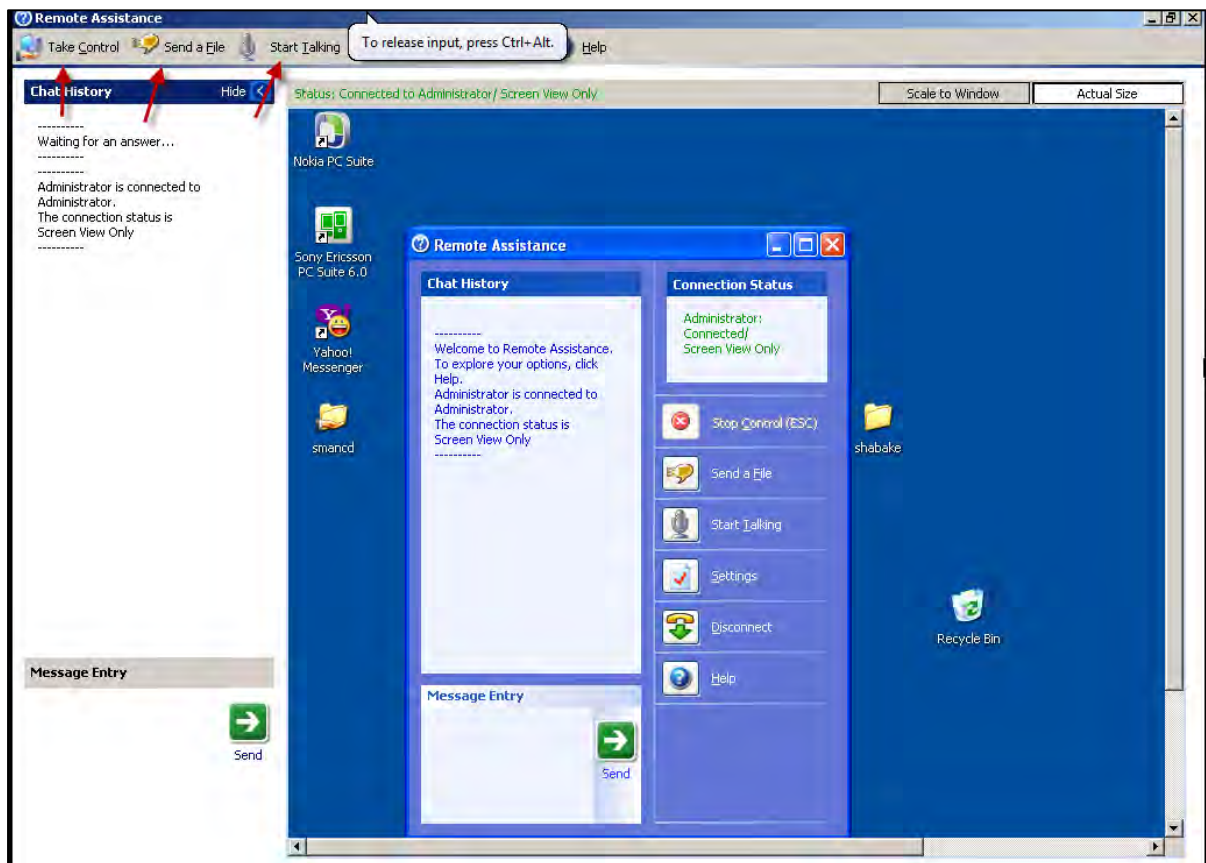 Remote Assistance
Take Control Send a File Start Talking Help
To release input, press Ctrl+Alt.
Chat History Hide
----------
Waiting for an answer...
----------
----------
Administrator is connected to
Administrator.
The connection status is
Screen View Only
----------
Message Entry
Send
Status: Connected to Administrator/ Screen View Only
Scale to Window Actual Size
Nokia PC Suite
Sony Ericsson
PC Suite 6.0
Yahoo!
Messenger
smancd
Remote Assistance
Chat History
----------
Welcome to Remote Assistance.
To explore your options, click
Help.
Administrator is connected to
Administrator.
The connection status is
Screen View Only
----------
Message Entry
Send
Connection Status
Administrator:
Connected/
Screen View Only
Stop Control (ESC)
Send a File
Start Talking
Settings
Disconnect
Help
shabake
Recycle Bin